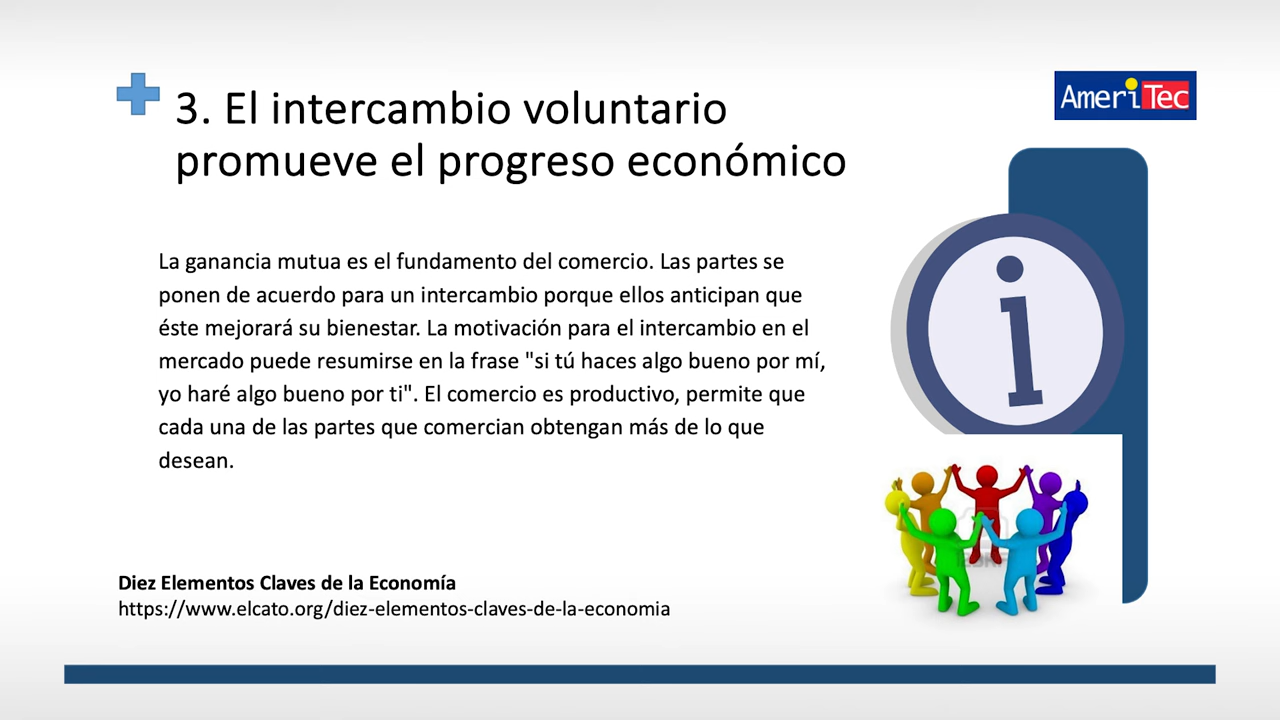 3. El intercambio voluntario
promueve el progreso económico
AmeriTec
La ganancia mutua es el fundamento del comercio. Las partes se
ponen de acuerdo para un intercambio porque ellos anticipan que
éste mejorará su bienestar. La motivación para el intercambio en el
mercado puede resumirse en la frase "si tú haces algo bueno por mí,
yo haré algo bueno por ti". El comercio es productivo, permite que
cada una de las partes que comercian obtengan más de lo que
desean.
i
Diez Elementos Claves de la Economía
https://www.elcato.org/diez-elementos-claves-de-la-economia